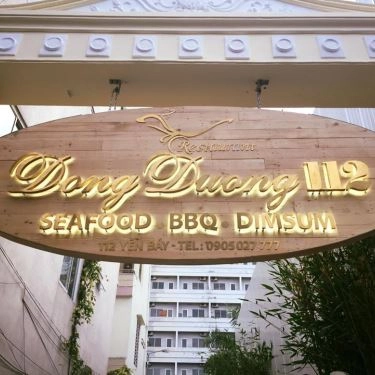 Restaurant
Dong Duong 112
SEAFOOD - BBQ - DIMSUM
112 YÊN BÁY - TEL: 0905 027 777